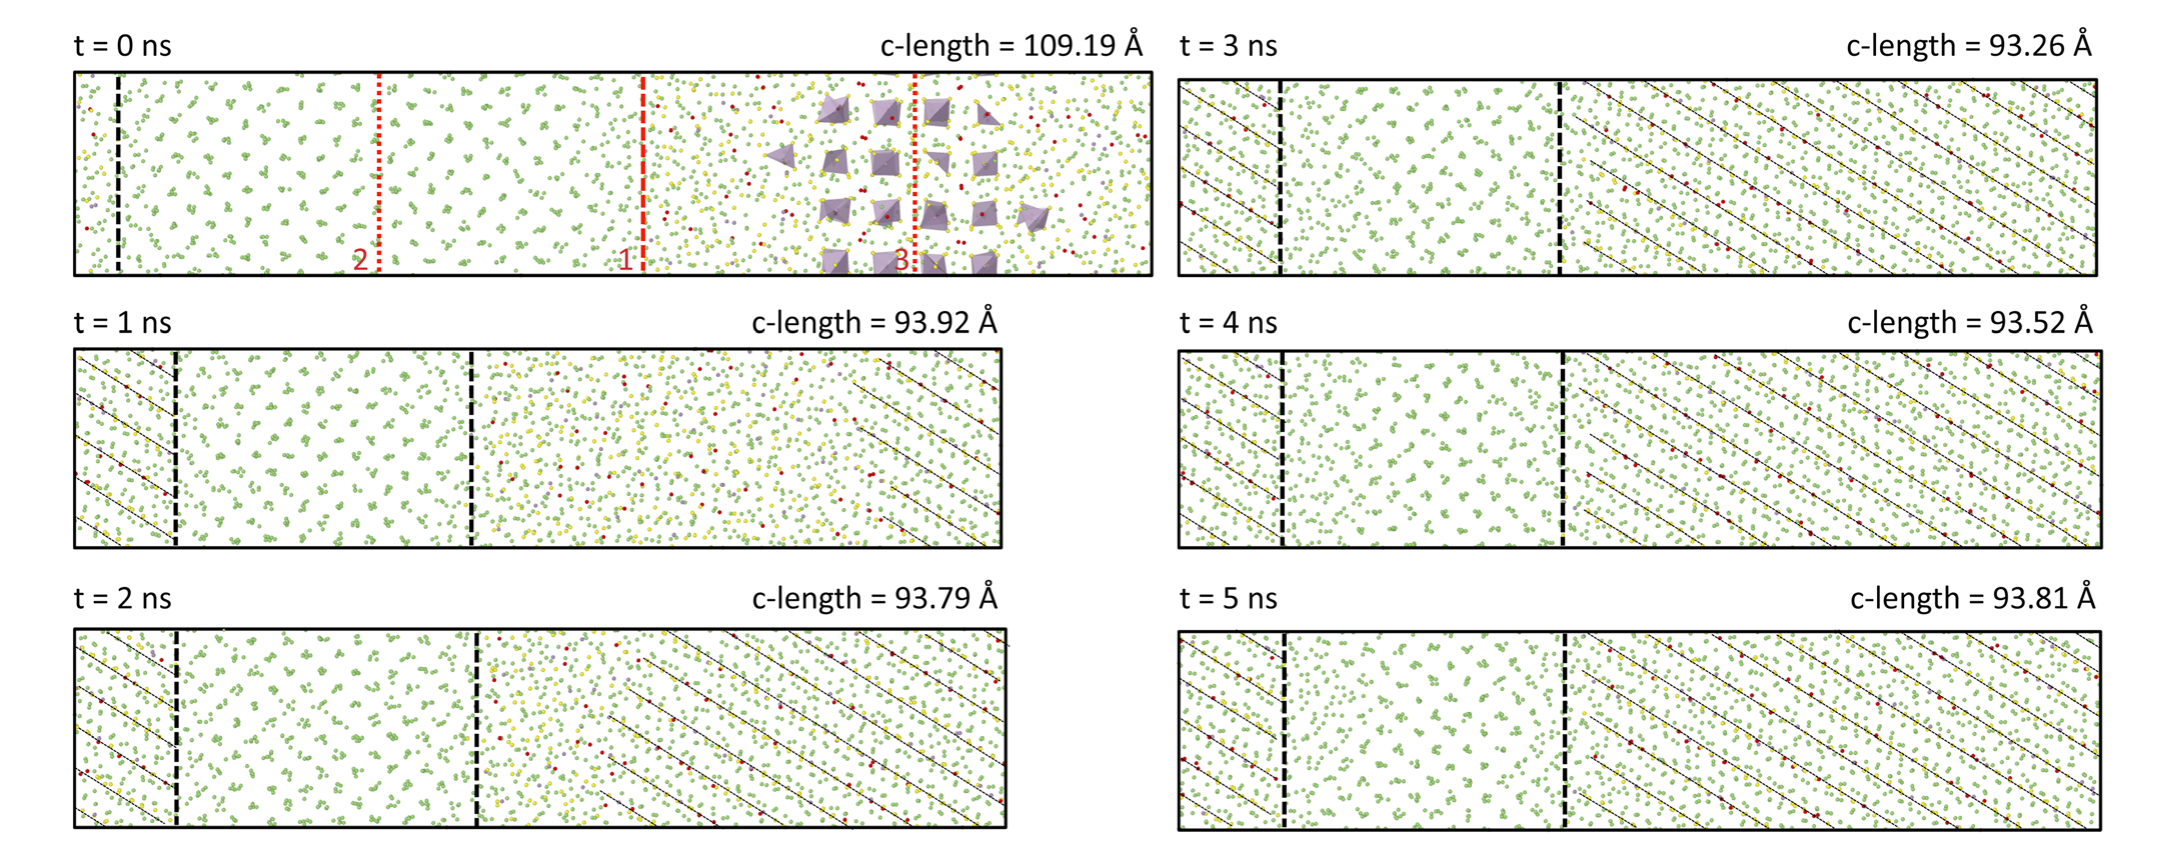 t = 0 ns
c-length = 109.19 Å
2
1
3
t = 1 ns
c-length = 93.92 Å
t = 2 ns
c-length = 93.79 Å
t = 3 ns
c-length = 93.26 Å
t = 4 ns
c-length = 93.52 Å
t = 5 ns
c-length = 93.81 Å